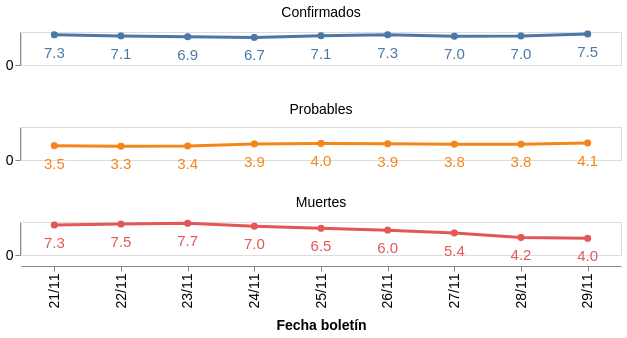 Confirmados
0
7.3 7.1 6.9 6.7 7.1 7.3 7.0 7.0 7.5
Probables
0
3.5 3.3 3.4 3.9 4.0 3.9 3.8 3.8 4.1
Muertes
0
7.3 7.5 7.7 7.0 6.5 6.0 5.4 4.2 4.0
21/11 22/11 23/11 24/11 25/11 26/11 27/11 28/11 29/11
Fecha boletín